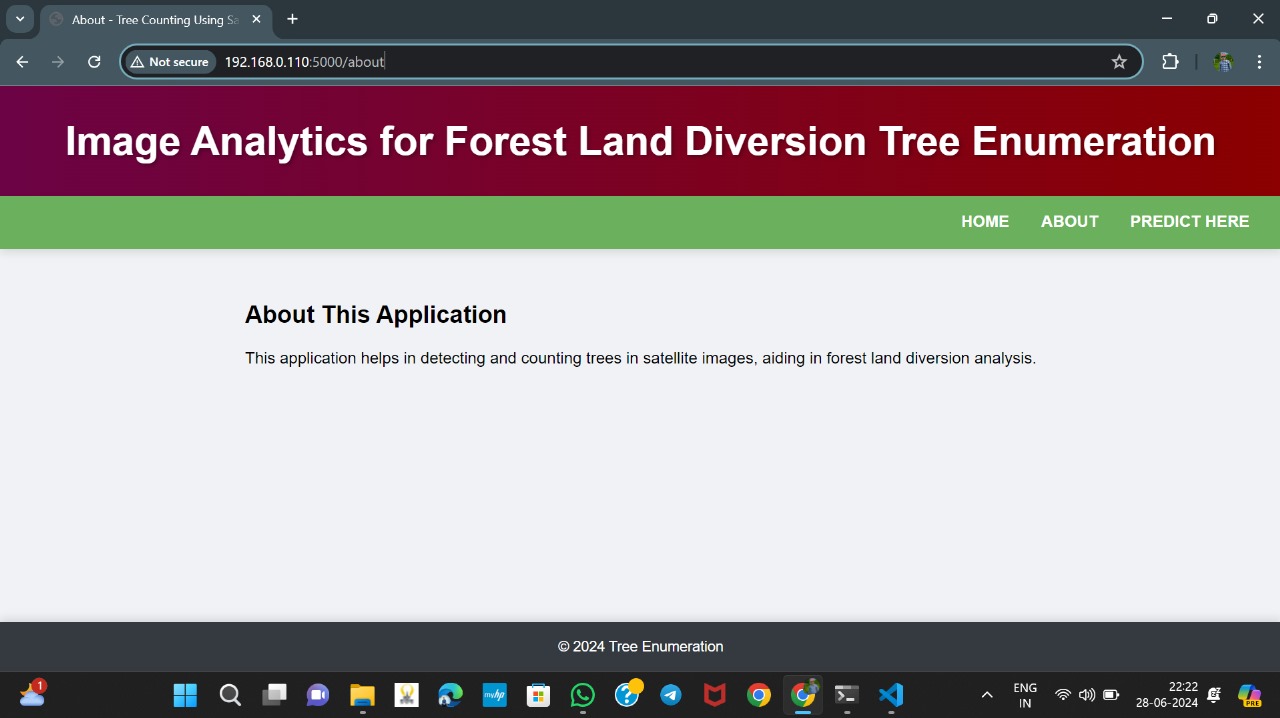 About - Tree Counting Using Sa
Not secure
192.168.0.110:5000/about
Image Analytics for Forest Land Diversion Tree Enumeration
HOME ABOUT PREDICT HERE
About This Application
This application helps in detecting and counting trees in satellite images, aiding in forest land diversion analysis.
© 2024 Tree Enumeration
1
myhp
ENG
IN
22:22
28-06-2024
PRE